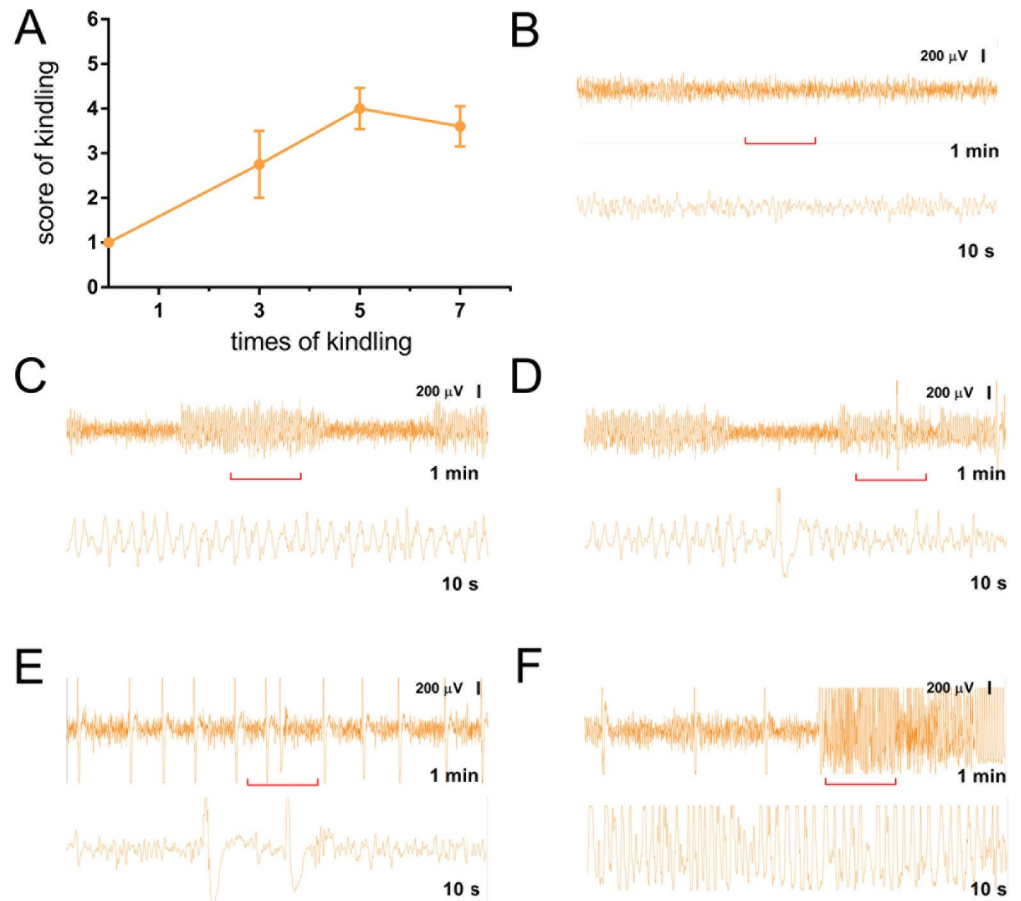 A
6
5
4
3
2
1
0
score of kindling
1 3 5 7
times of kindling
B
200 µV
1 min
10 s
C
200 µV
1 min
10 s
D
200 µV
1 min
10 s
E
200 µV
1 min
10 s
F
200 µV
1 min
10 s